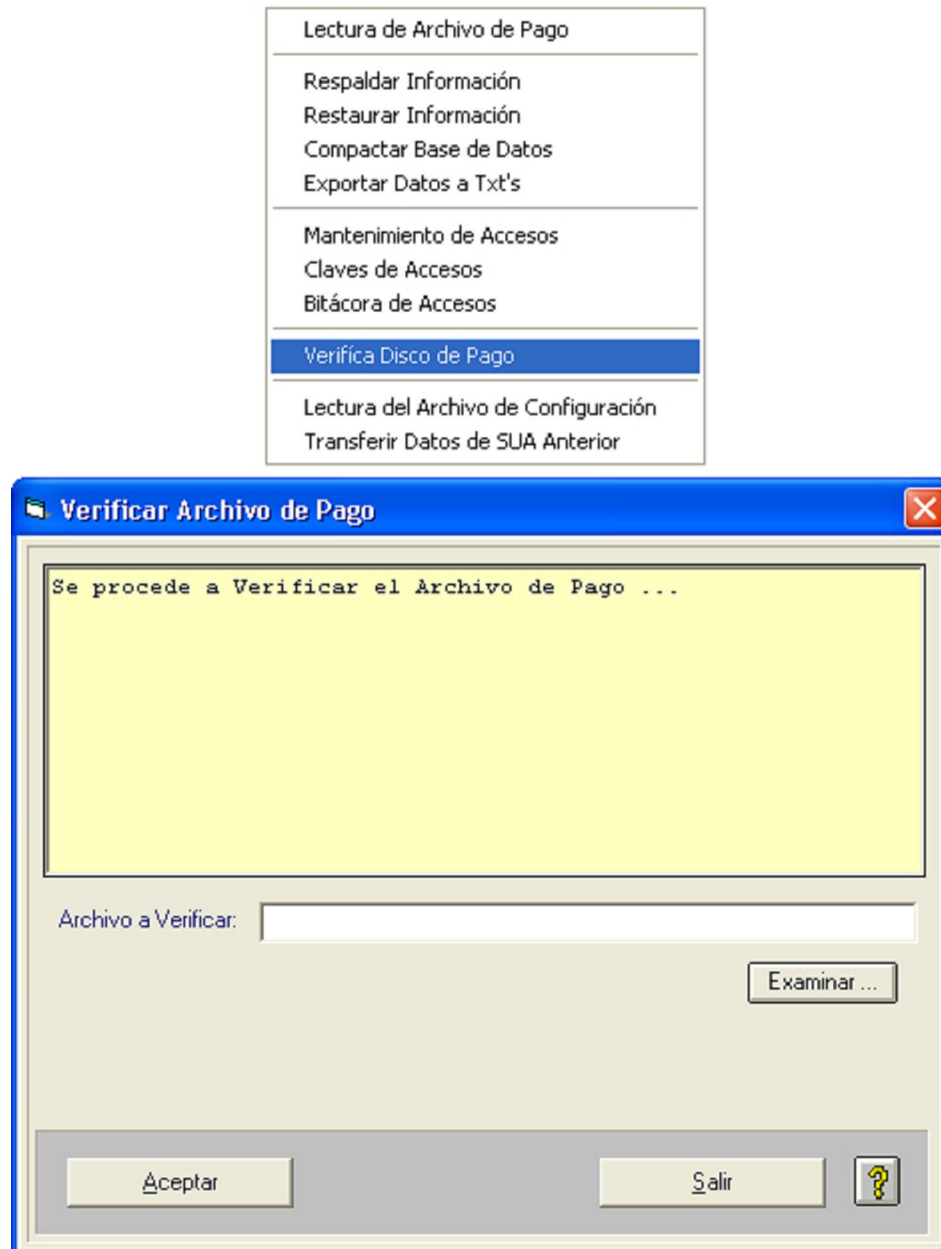 Lectura de Archivo de Pago
Respaldar Información
Restaurar Información
Compactar Base de Datos
Exportar Datos a Txt's
Mantenimiento de Accesos
Claves de Accesos
Bitácora de Accesos
Verifíca Disco de Pago
Lectura del Archivo de Configuración
Transferir Datos de SUA Anterior
Verificar Archivo de Pago
Se procede a Verificar el Archivo de Pago ...
Archivo a Verificar:
Examinar ...
Aceptar
Salir
?